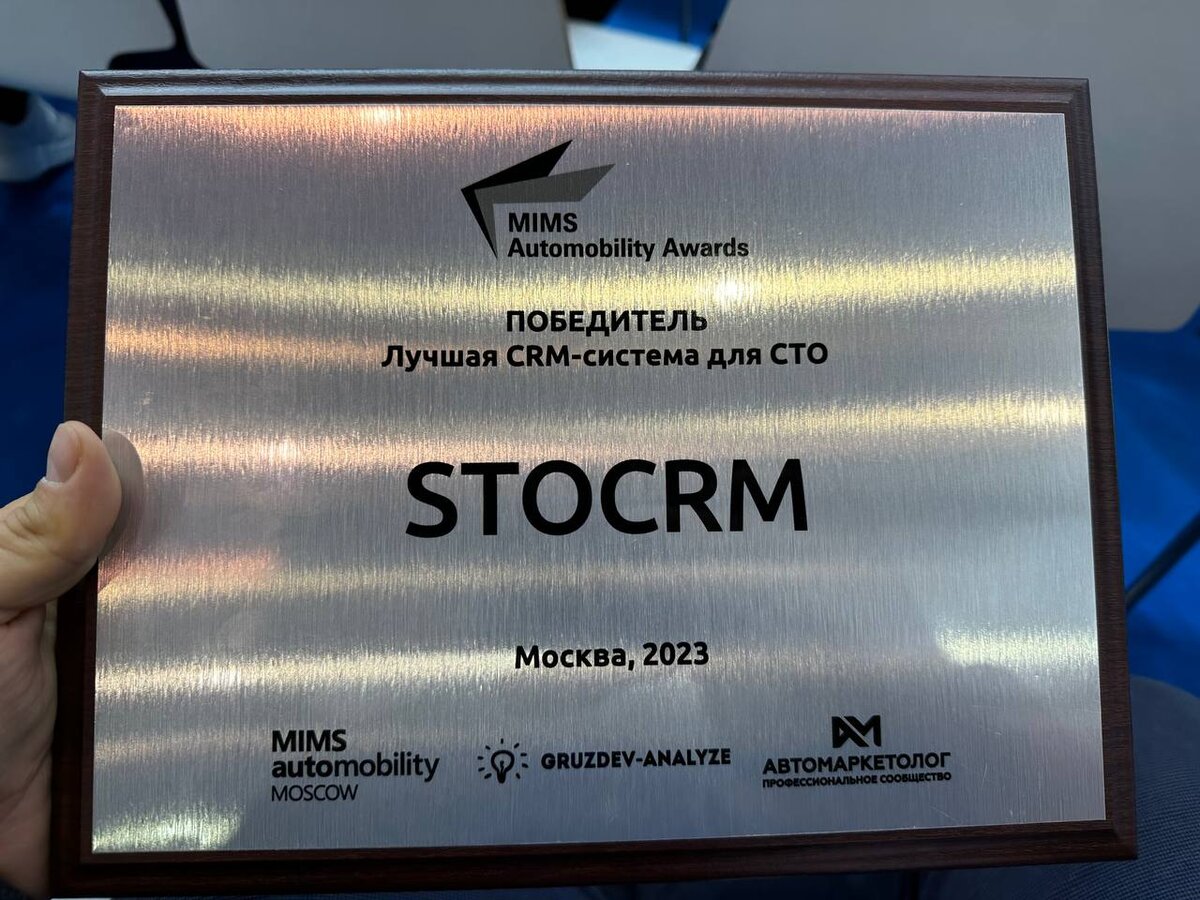 MIMS
Automobility Awards
ПОБЕДИТЕЛЬ
Лучшая CRM-система для СТО
STOCRM
Москва, 2023
MIMS
automobility
MOSCOW
GRUZDEV-ANALYZE
АМ
АВТОМАРКЕТОЛОГ
ПРОФЕССИОНАЛЬНОЕ СООБЩЕСТВО